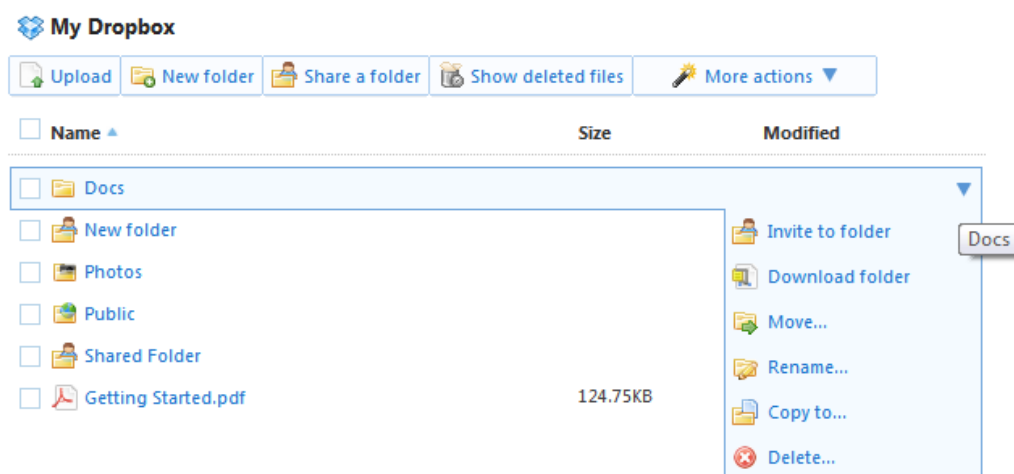 My Dropbox
Upload New folder Share a folder Show deleted files More actions
Name Size Modified
Docs
New folder Invite to folder Docs
Photos Download folder
Public Move...
Shared Folder Rename...
Getting Started.pdf 124.75KB Copy to...
Delete...